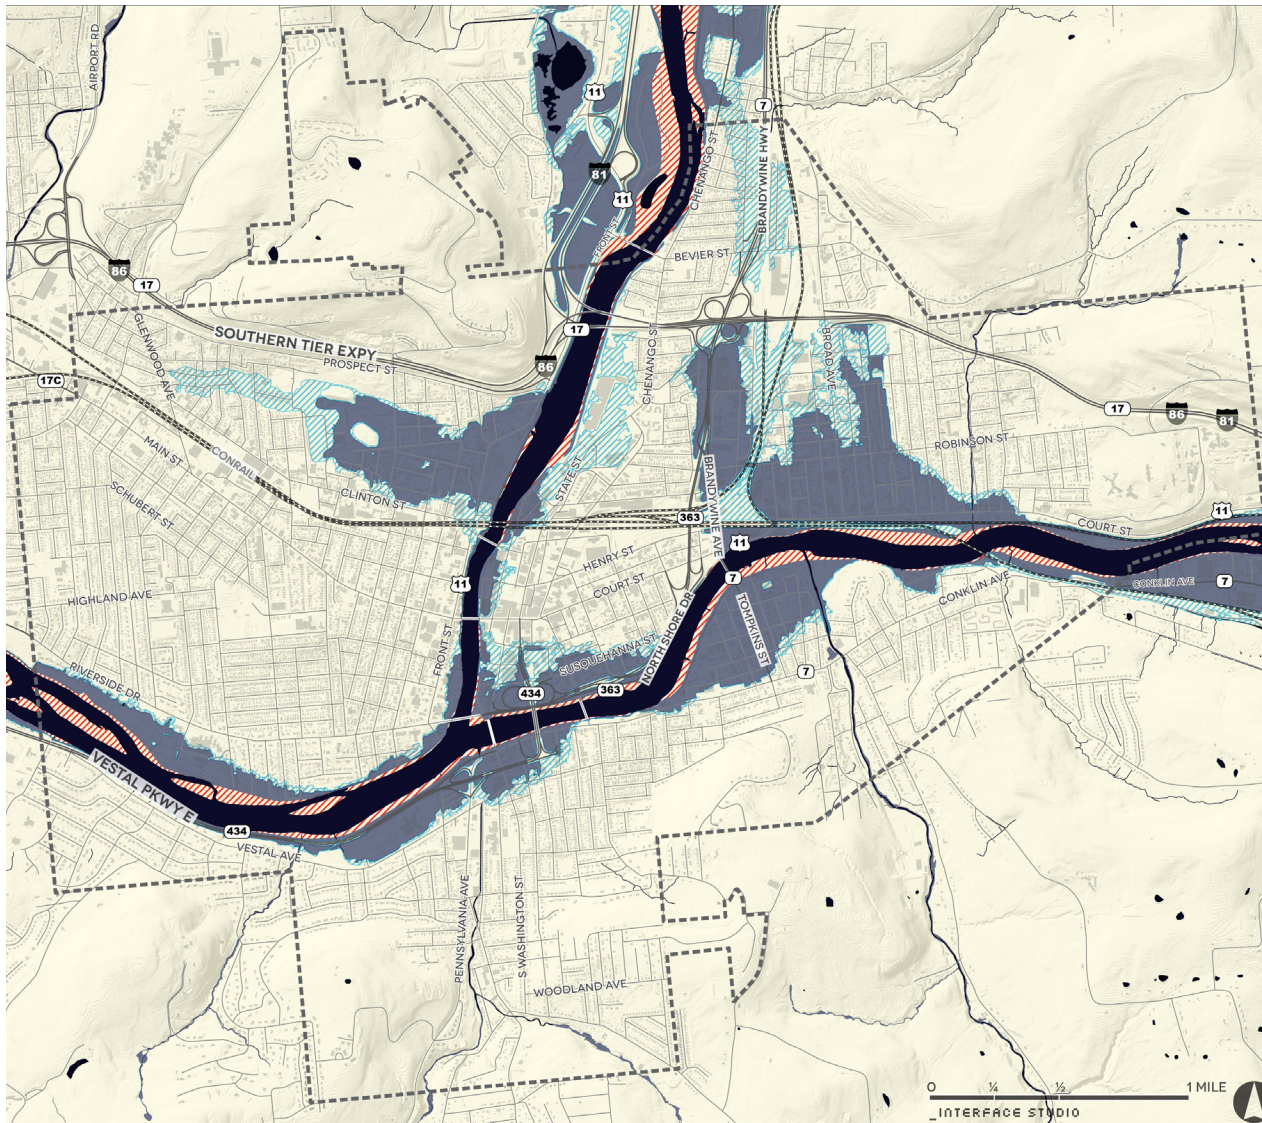 AIRPORT RD
11
7
81
11
CHENANGO ST
BRANDYWINE HWY
FRONT ST
BEVIER ST
86
17
GLENWOOD AVE
SOUTHERN TIER EXPY
PROSPECT ST
17
86
CHENANGO ST
BROAD AVE
17C
17
86
81
MAIN ST
CONRAIL
SCHUBERT ST
CLINTON ST
STATE ST
ROBINSON ST
BRANDYWINE AVE
363
COURT ST
11
11
HENRY ST
COURT ST
7
11
HIGHLAND AVE
FRONT ST
TOMPKINS ST
CONKLIN AVE
CONKLIN AVE
7
NORTH SHORE DR
SUSQUEHANNA ST
7
RIVERSIDE DR
434
363
VESTAL PKWY E
434
VESTAL AVE
PENNSYLVANIA AVE
S WASHINGTON ST
WOODLAND AVE
0 ¼ ½ 1 MILE
_INTERFACE STUDIO